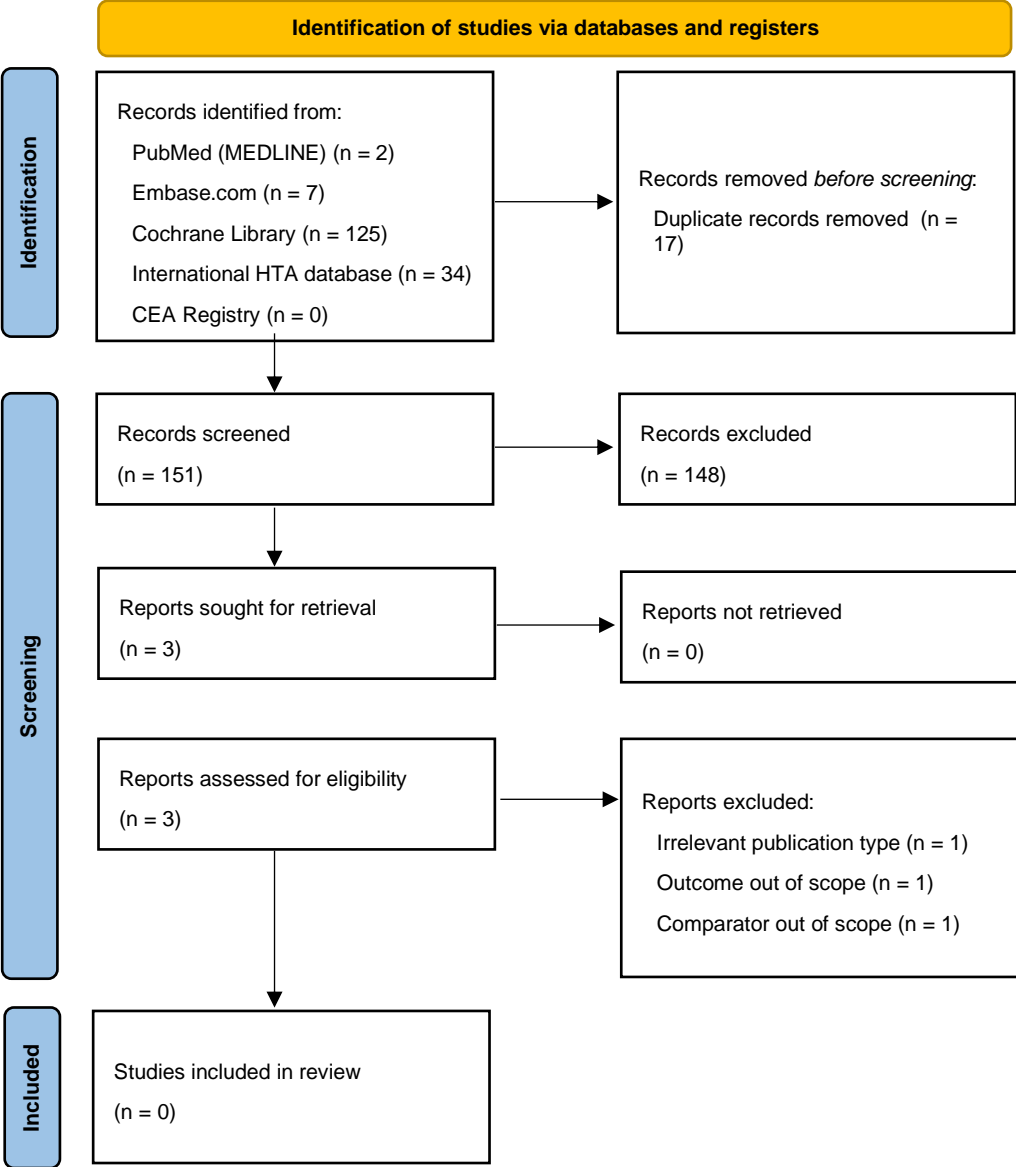 Identification of studies via databases and registers
Identification
Records identified from:
PubMed (MEDLINE) (n = 2)
Embase.com (n = 7)
Cochrane Library (n = 125)
International HTA database (n = 34)
CEA Registry (n = 0)
Records removed before screening:
Duplicate records removed (n =
17)
Screening
Records screened
(n = 151)
Records excluded
(n = 148)
Reports sought for retrieval
(n = 3)
Reports not retrieved
(n = 0)
Reports assessed for eligibility
(n = 3)
Reports excluded:
Irrelevant publication type (n = 1)
Outcome out of scope (n = 1)
Comparator out of scope (n = 1)
Included
Studies included in review
(n = 0)